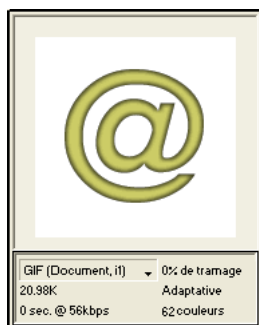 @
GIF (Document, i1) 0% de tramage
20.98K Adaptative
0 sec. @ 56kbps 62 couleurs